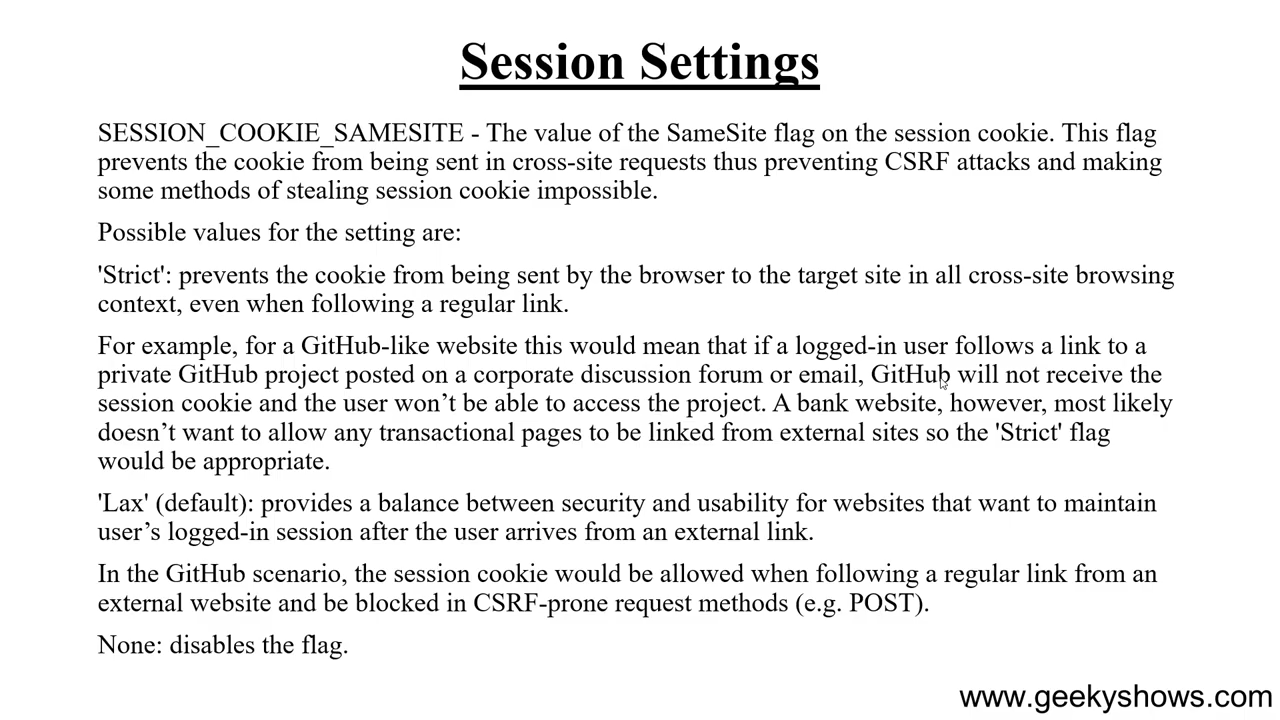 Session Settings
SESSION_COOKIE_SAMESITE - The value of the SameSite flag on the session cookie. This flag
prevents the cookie from being sent in cross-site requests thus preventing CSRF attacks and making
some methods of stealing session cookie impossible.
Possible values for the setting are:
'Strict': prevents the cookie from being sent by the browser to the target site in all cross-site browsing
context, even when following a regular link.
For example, for a GitHub-like website this would mean that if a logged-in user follows a link to a
private GitHub project posted on a corporate discussion forum or email, GitHub will not receive the
session cookie and the user won’t be able to access the project. A bank website, however, most likely
doesn’t want to allow any transactional pages to be linked from external sites so the 'Strict' flag
would be appropriate.
'Lax' (default): provides a balance between security and usability for websites that want to maintain
user’s logged-in session after the user arrives from an external link.
In the GitHub scenario, the session cookie would be allowed when following a regular link from an
external website and be blocked in CSRF-prone request methods (e.g. POST).
None: disables the flag.
www.geekyshows.com